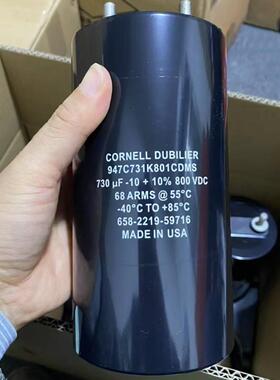 CORNELL DUBILIER
947C731K801CDMS
730 µF -10 + 10% 800 VDC
68 ARMS @ 55°C
-40°C TO +85°C
658-2219-59716
MADE IN USA